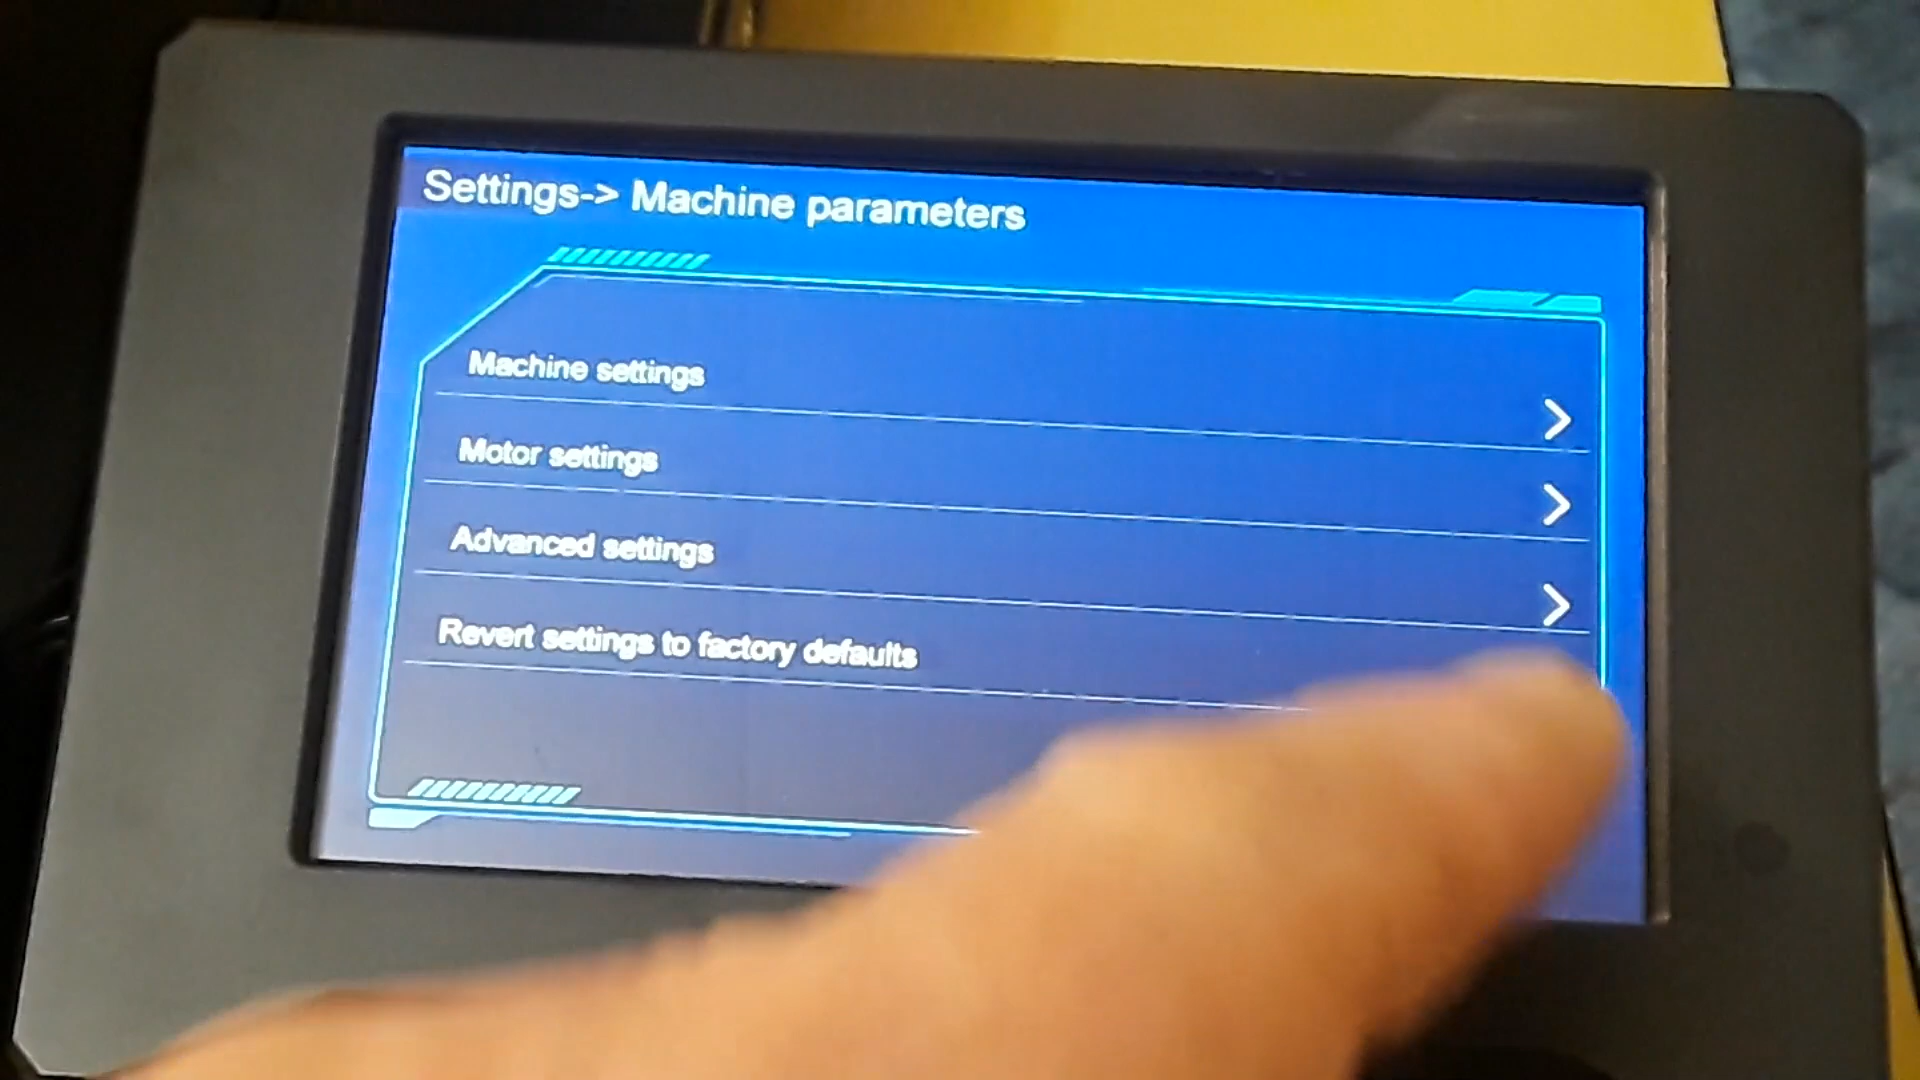 Settings-> Machine parameters
Machine settings
Motor settings
Advanced settings
Revert settings to factory defaults